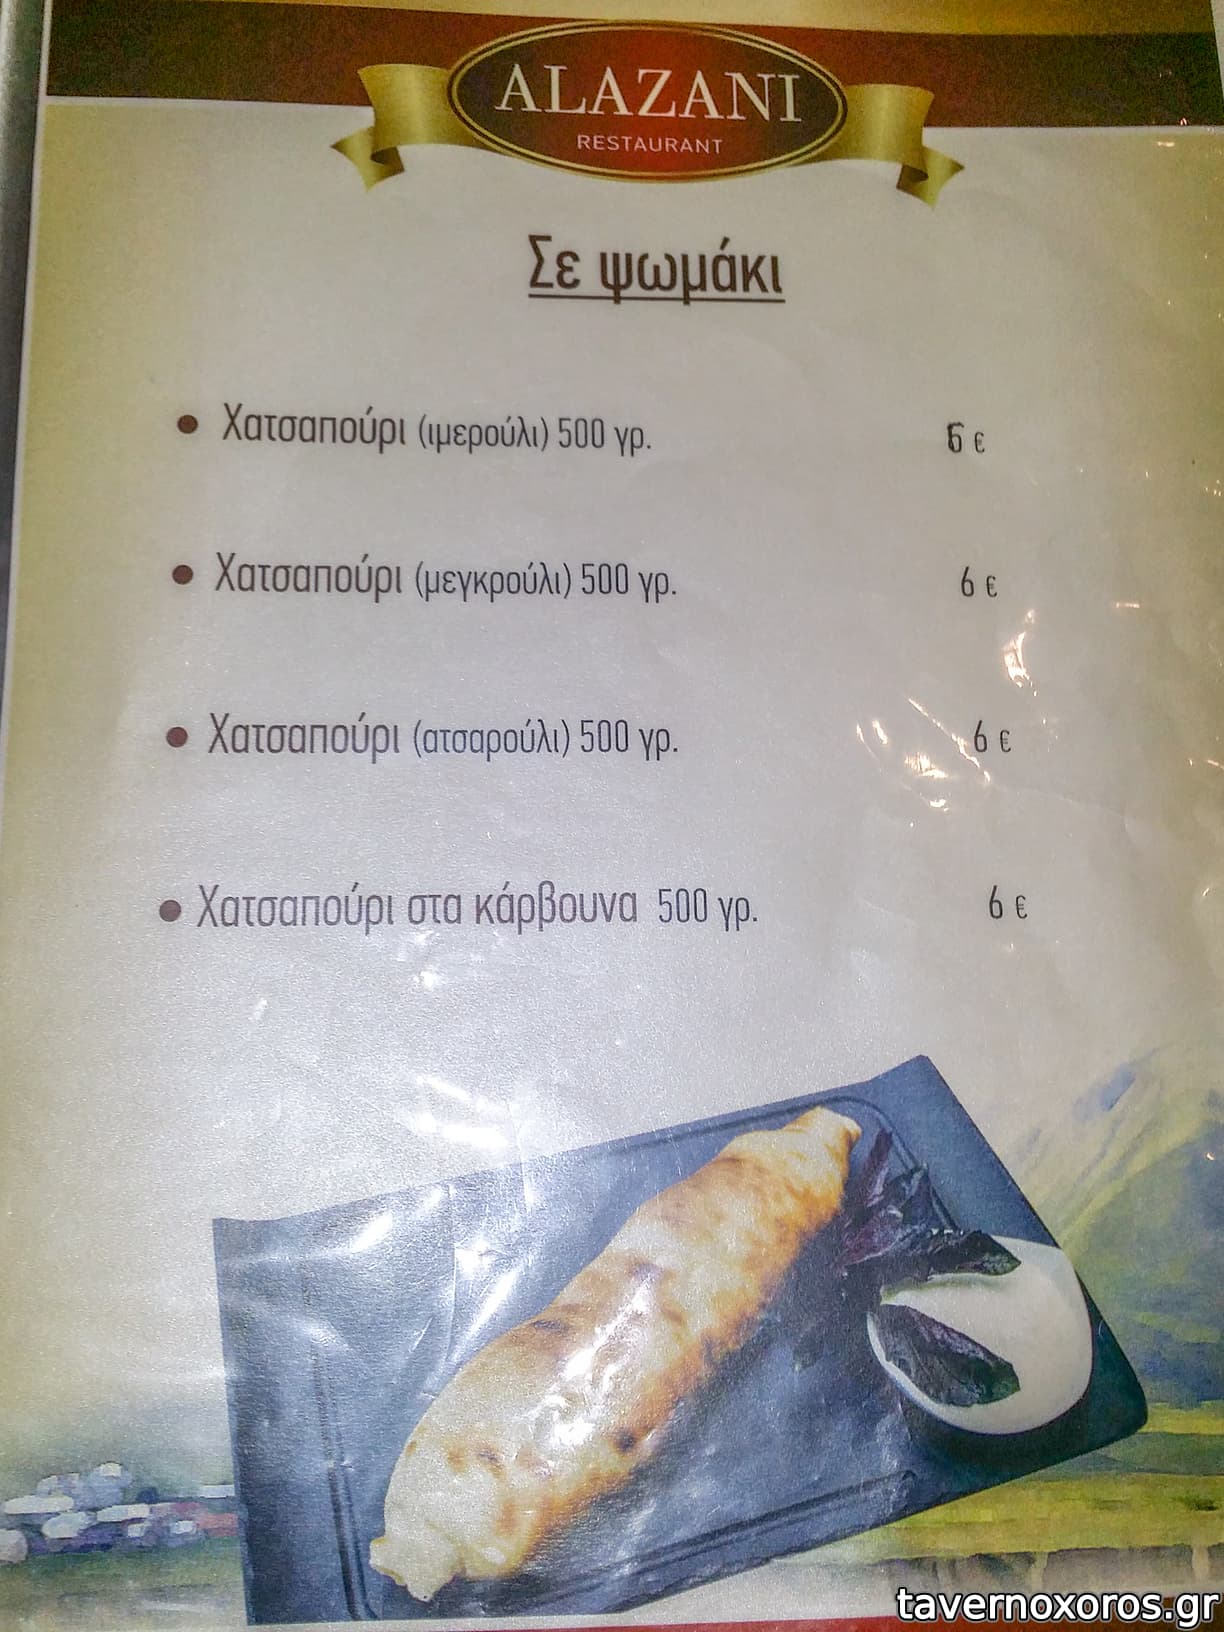 ALAZANI
RESTAURANT
Σε ψωμάκι
● Χατσαπούρι (ιμερούλι) 500 γρ. €
● Χατσαπούρι (μεγκρούλι) 500 γρ. 6 €
● Χατσαπούρι (ατσαρούλι) 500 γρ. 6 €
● Χατσαπούρι στα κάρβουνα 500 γρ. 6 €
tavernoxoros.gr